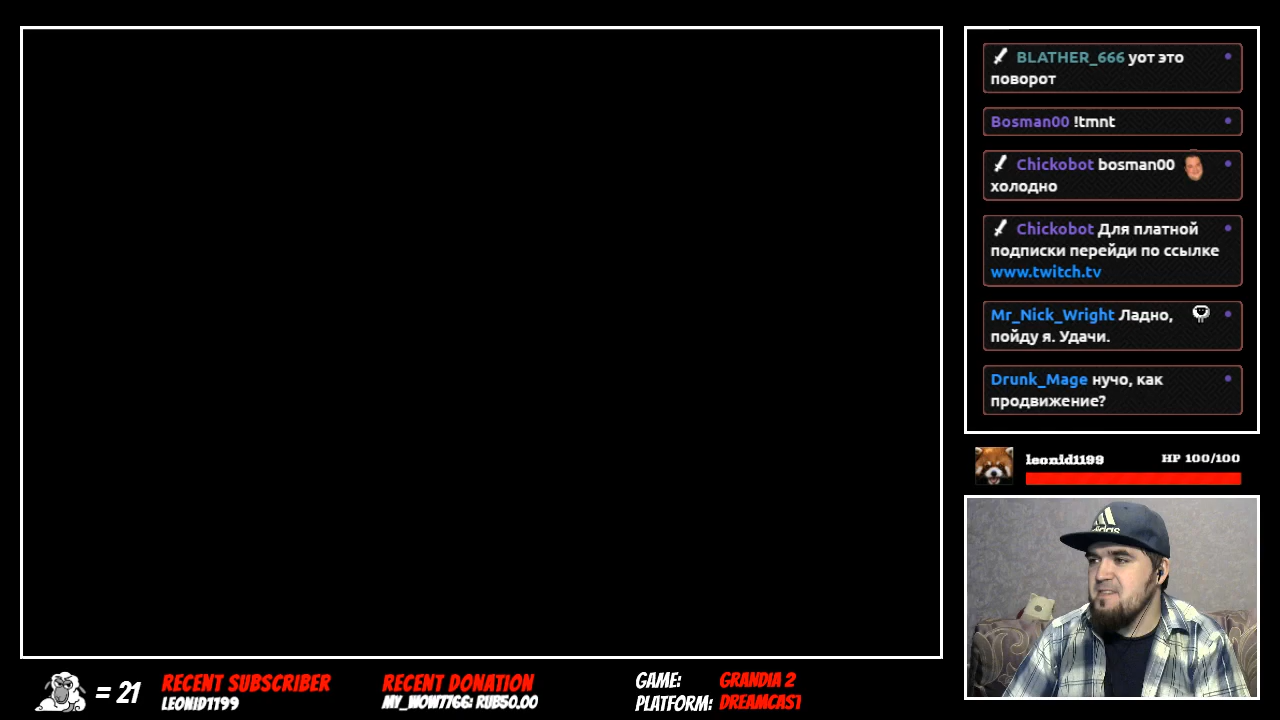 BLATHER_666 уот это
поворот
Bosman00 !tmnt
Chickobot bosman00
холодно
Chickobot Для платной
подписки перейди по ссылке
www.twitch.tv
Mr_Nick_Wright Ладно,
пойду я. Удачи.
Drunk_Mage нучо, как
продвижение?
leonid1199 HP 100/100
adidas
= 21
RECENT SUBSCRIBER
LEONID1199
RECENT DONATION
MY_WOW7766: RUB50.00
GAME: GRANDIA 2
PLATFORM: DREAMCAST